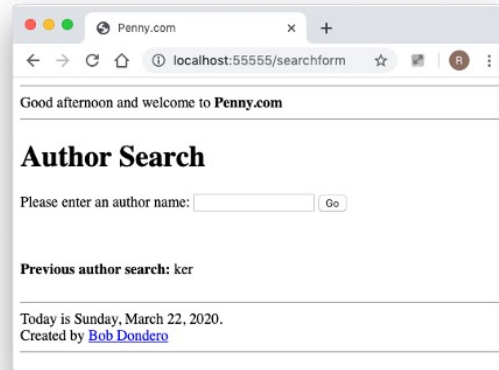 Penny.com
localhost:55555/searchform
R
Good afternoon and welcome to Penny.com
Author Search
Please enter an author name: Go
Previous author search: ker
Today is Sunday, March 22, 2020.
Created by Bob Dondero